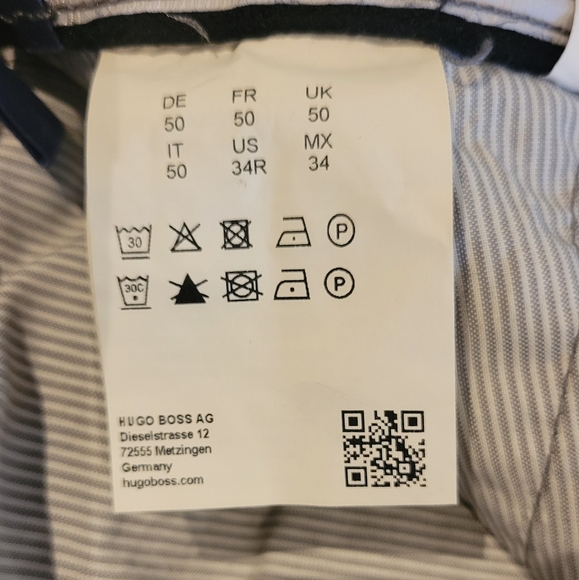 DE FR UK
50 50 50
IT US MX
50 34R 34
30 P
30C P
HUGO BOSS AG
Dieselstrasse 12
72555 Metzingen
Germany
hugoboss.com